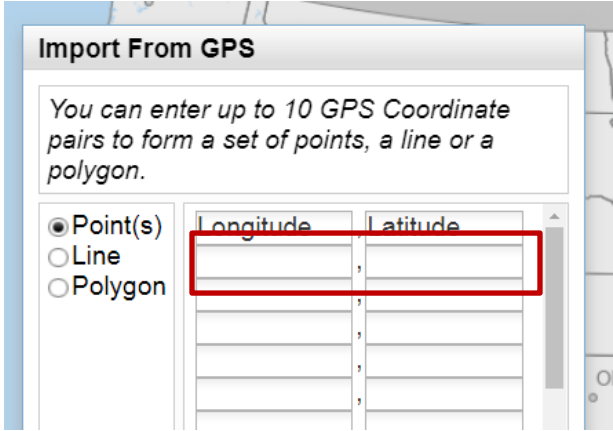 Import From GPS
You can enter up to 10 GPS Coordinate
pairs to form a set of points, a line or a
polygon.
Point(s)
Line
Polygon
Longitude , Latitude
,
,
,
,